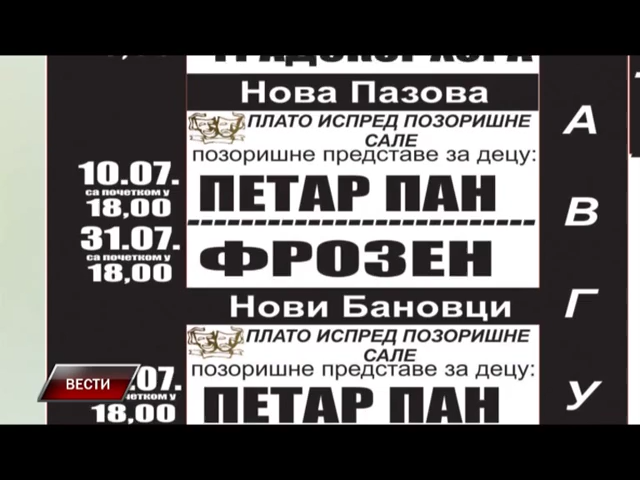 Нова Пазова
ПЛАТО ИСПРЕД ПОЗОРИШНЕ
САЛЕ
позоришне представе за децу:
10.07.
са почетком у
18,00
ПЕТАР ПАН
31.07.
са почетком у
18,00
ФРОЗЕН
Нови Бановци
ПЛАТО ИСПРЕД ПОЗОРИШНЕ
САЛЕ
позоришне представе за децу:
.07.
18,00
ПЕТАР ПАН
А
В
Г
У
ВЕСТИ